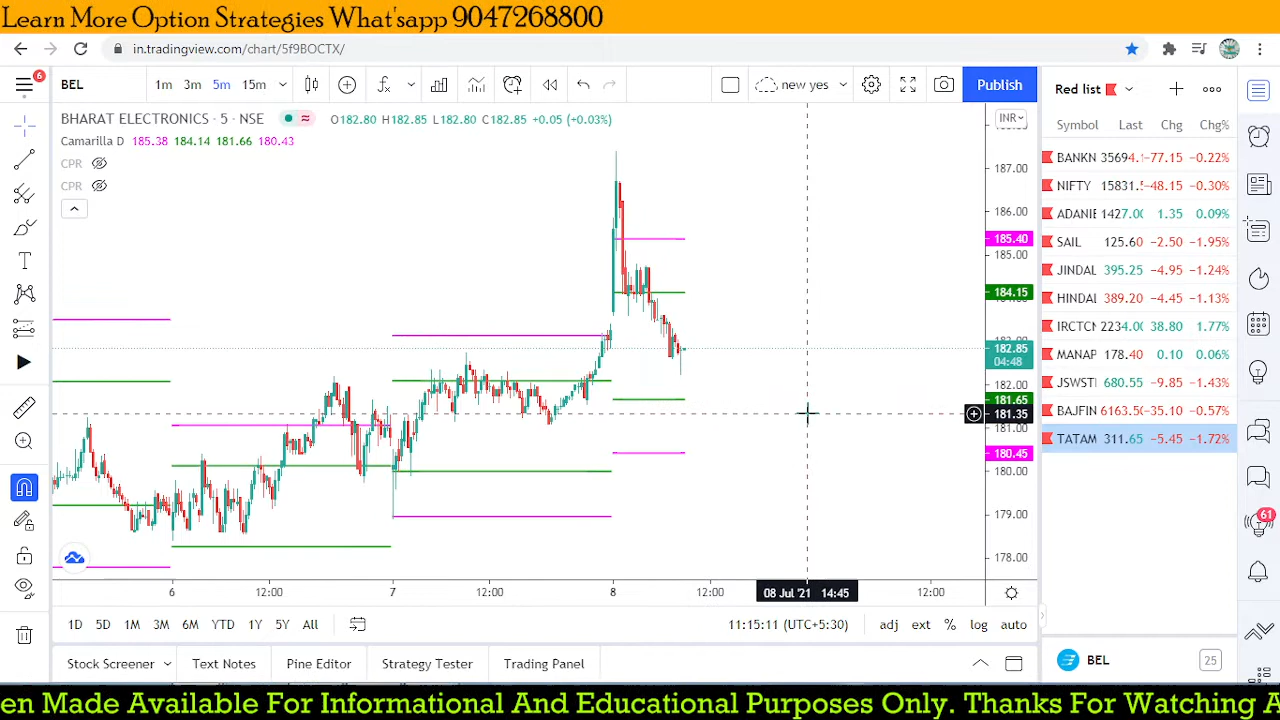 Learn More Option Strategies What'sapp 9047268800
in.tradingview.com/chart/5f9BOCTX/
6
BEL 1m 3m 5m 15m new yes Publish
Red list
BHARAT ELECTRONICS · 5 · NSE O182.80 H182.85 L182.80 C182.85 +0.05 (+0.03%)
INR
Symbol Last Chg Chg%
Camarilla D 185.38 184.14 181.66 180.43
CPR
CPR
BANKN 35694. -77.15 -0.22%
NIFTY 15831. -48.15 -0.30%
ADANIE 1427.00 1.35 0.09%
SAIL 125.60 -2.50 -1.95%
JINDAL 395.25 -4.95 -1.24%
HINDAL 389.20 -4.45 -1.13%
IRCTCN 2234.00 38.80 1.77%
MANAP 178.40 0.10 0.06%
JSWSTI 680.55 -9.85 -1.43%
BAJFIN 6163.50 -35.10 -0.57%
TATAM 311.65 -5.45 -1.72%
187.00
186.00
185.40
185.00
184.15
182.85
04:48
182.00
181.65
181.35
181.00
180.45
180.00
179.00
178.00
61
6 12:00 7 12:00 8 12:00 08 Jul '21 14:45 12:00
1D 5D 1M 3M 6M YTD 1Y 5Y All 11:15:11 (UTC+5:30) adj ext % log auto
Stock Screener Text Notes Pine Editor Strategy Tester Trading Panel
BEL 25
en Made Available For Informational And Educational Purposes Only. Thanks For Watching A